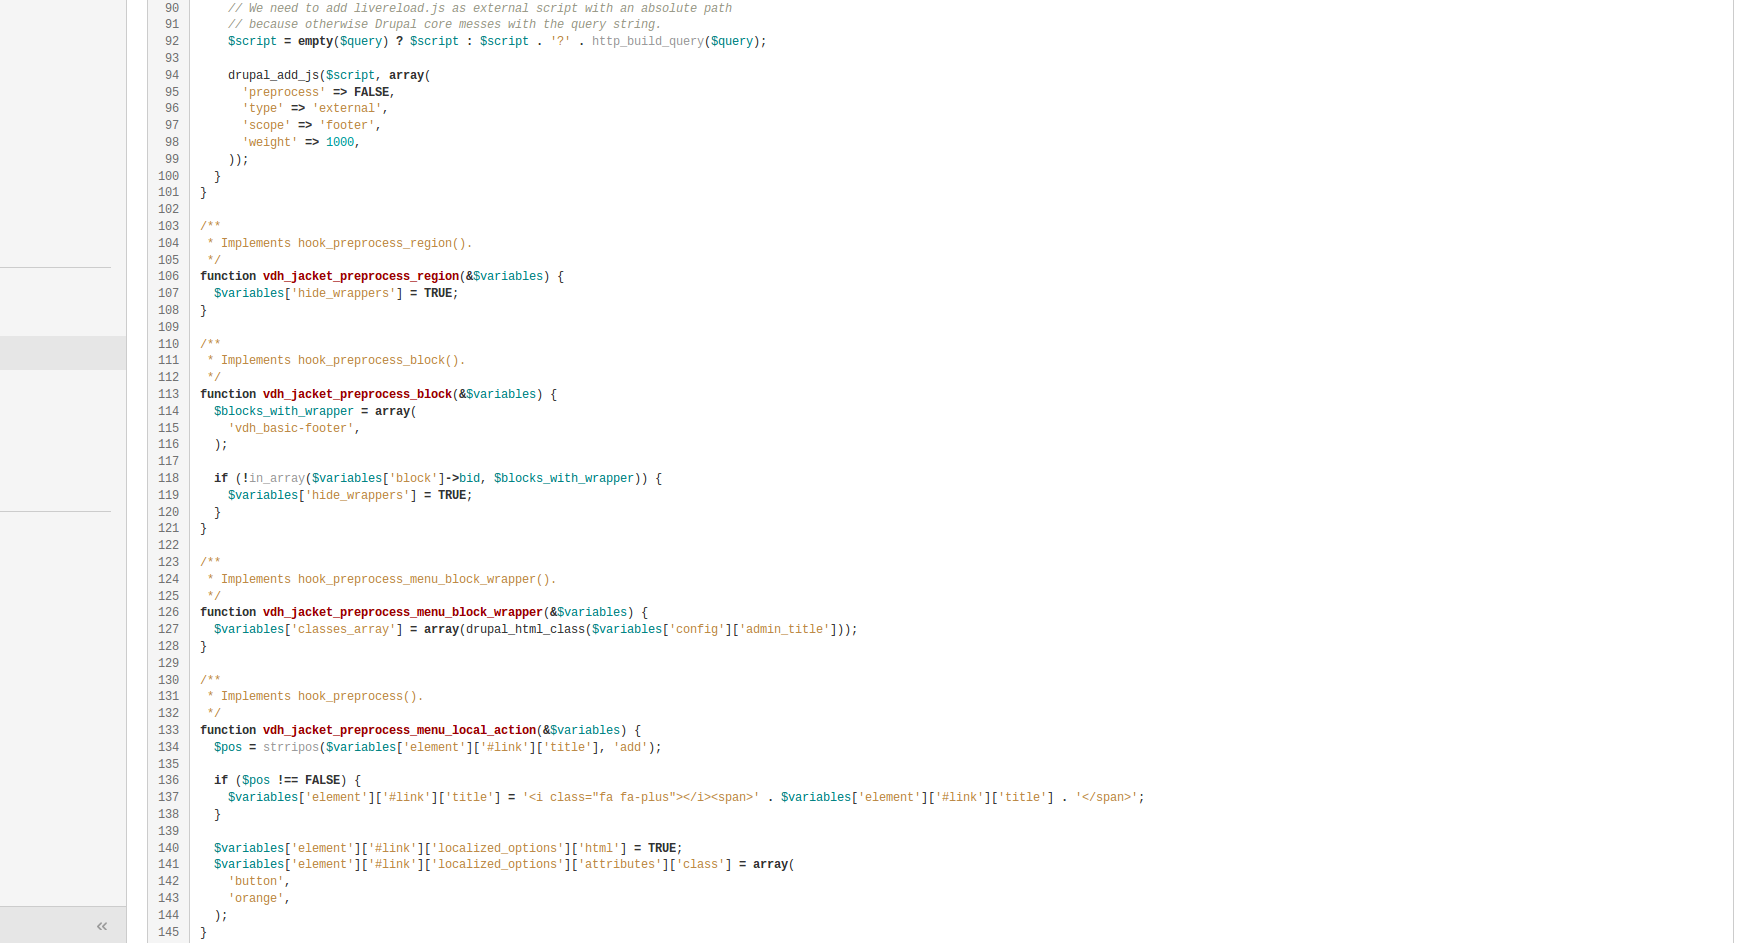 90     // We need to add livereload.js as external script with an absolute path
91     // because otherwise Drupal core messes with the query string.
92     $script = empty($query) ? $script : $script . '?' . http_build_query($query);
93
94     drupal_add_js($script, array(
95       'preprocess' => FALSE,
96       'type' => 'external',
97       'scope' => 'footer',
98       'weight' => 1000,
99     ));
100   }
101 }
102
103 /**
104  * Implements hook_preprocess_region().
105  */
106 function vdh_jacket_preprocess_region(&$variables) {
107   $variables['hide_wrappers'] = TRUE;
108 }
109
110 /**
111  * Implements hook_preprocess_block().
112  */
113 function vdh_jacket_preprocess_block(&$variables) {
114   $blocks_with_wrapper = array(
115     'vdh_basic-footer',
116   );
117
118   if (!in_array($variables['block']->bid, $blocks_with_wrapper)) {
119     $variables['hide_wrappers'] = TRUE;
120   }
121 }
122
123 /**
124  * Implements hook_preprocess_menu_block_wrapper().
125  */
126 function vdh_jacket_preprocess_menu_block_wrapper(&$variables) {
127   $variables['classes_array'] = array(drupal_html_class($variables['config']['admin_title']));
128 }
129
130 /**
131  * Implements hook_preprocess().
132  */
133 function vdh_jacket_preprocess_menu_local_action(&$variables) {
134   $pos = strripos($variables['element']['#link']['title'], 'add');
135
136   if ($pos !== FALSE) {
137     $variables['element']['#link']['title'] = '<i class="fa fa-plus"></i><span>' . $variables['element']['#link']['title'] . '</span>';
138   }
139
140   $variables['element']['#link']['localized_options']['html'] = TRUE;
141   $variables['element']['#link']['localized_options']['attributes']['class'] = array(
142     'button',
143     'orange',
144   );
145 }
«